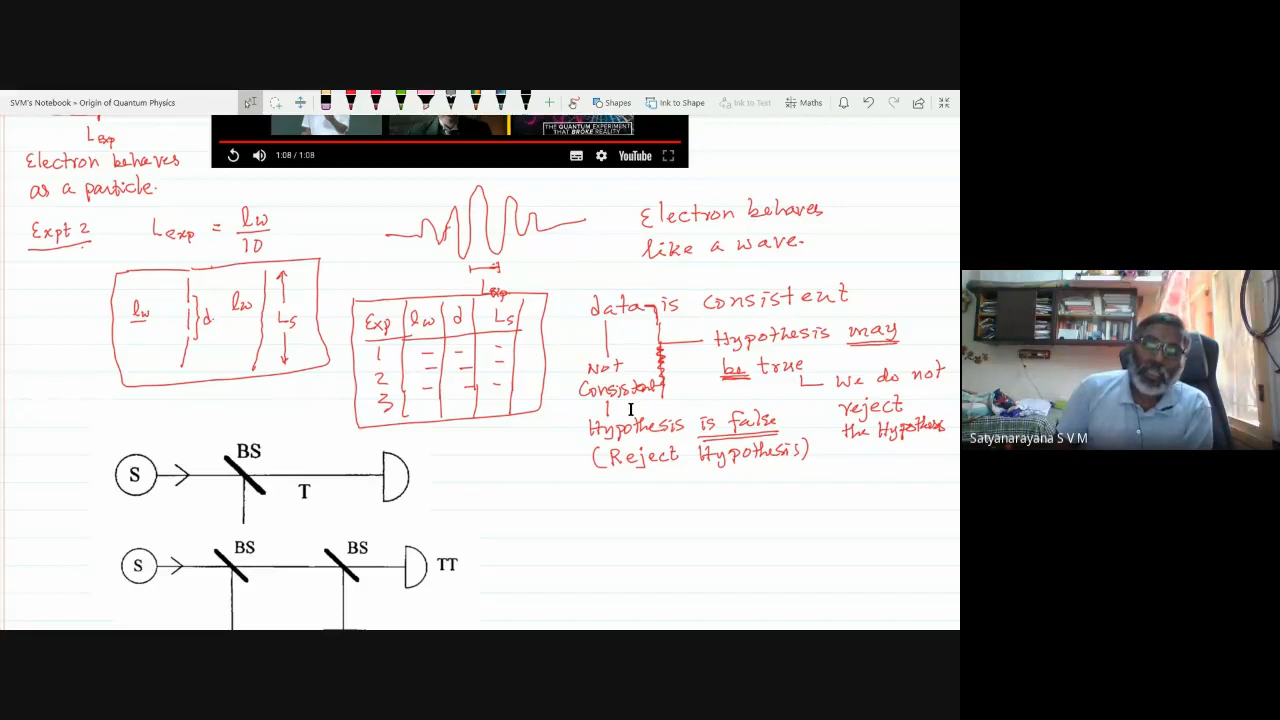 SVM's Notebook » Origin of Quantum Physics
Shapes
Ink to Shape
Ink to Text
Maths
L Exp
THE QUANTUM EXPERIMENT
THAT BROKE REALITY
1:08 / 1:08
YouTube
Electron behaves
as a particle.
Expt 2
Lexp = lw/10
Electron behaves
like a wave.
lw
d
lw
Ls
Exp lw d Ls
1 – – –
2 – – –
3 – – –
data is consistent
Hypothesis may
be true
We do not
reject
the Hypothesis
Not
Consistent
Hypothesis is false
(Reject Hypothesis)
S
BS
T
S
BS
BS
TT
Satyanarayana S V M